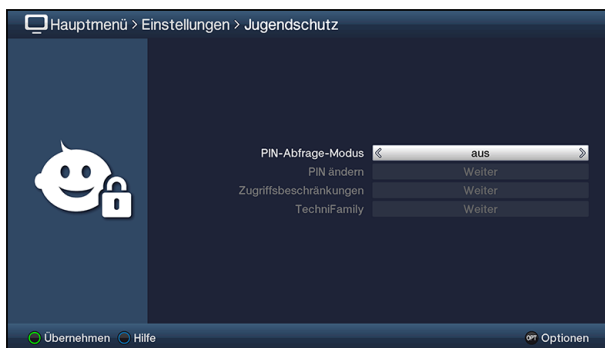 Hauptmenü > Einstellungen > Jugendschutz
PIN-Abfrage-Modus « aus »
PIN ändern Weiter
Zugriffsbeschränkungen Weiter
TechniFamily Weiter
Übernehmen Hilfe OPT Optionen